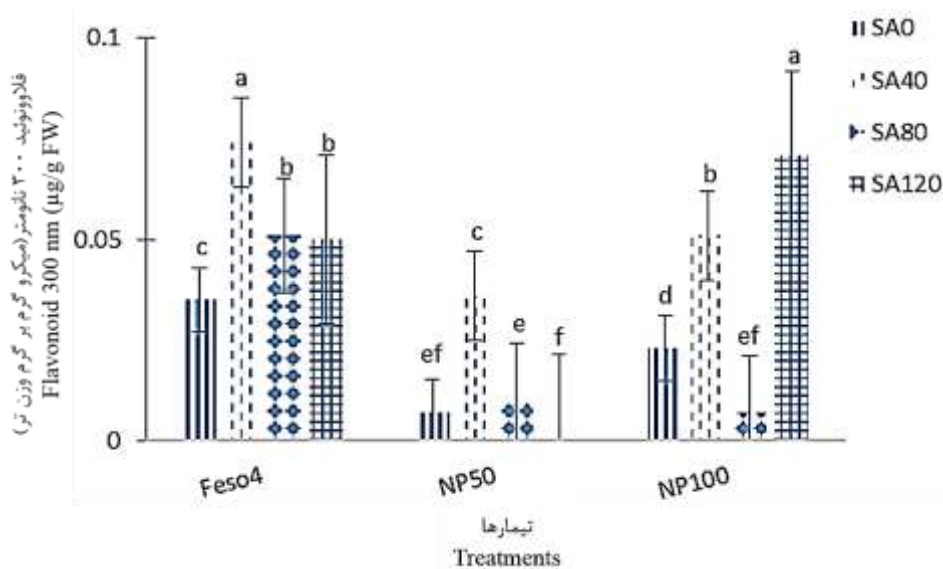 0.1
0.05
0
فلاوونوئید ۳۰۰ نانومتر (میکرو گرم بر گرم وزن تر)
Flavonoid 300 nm (µg/g FW)
c
a
b
b
ef
c
e
f
d
b
ef
a
SA0
SA40
SA80
SA120
Feso4
NP50
NP100
تیمارها
Treatments